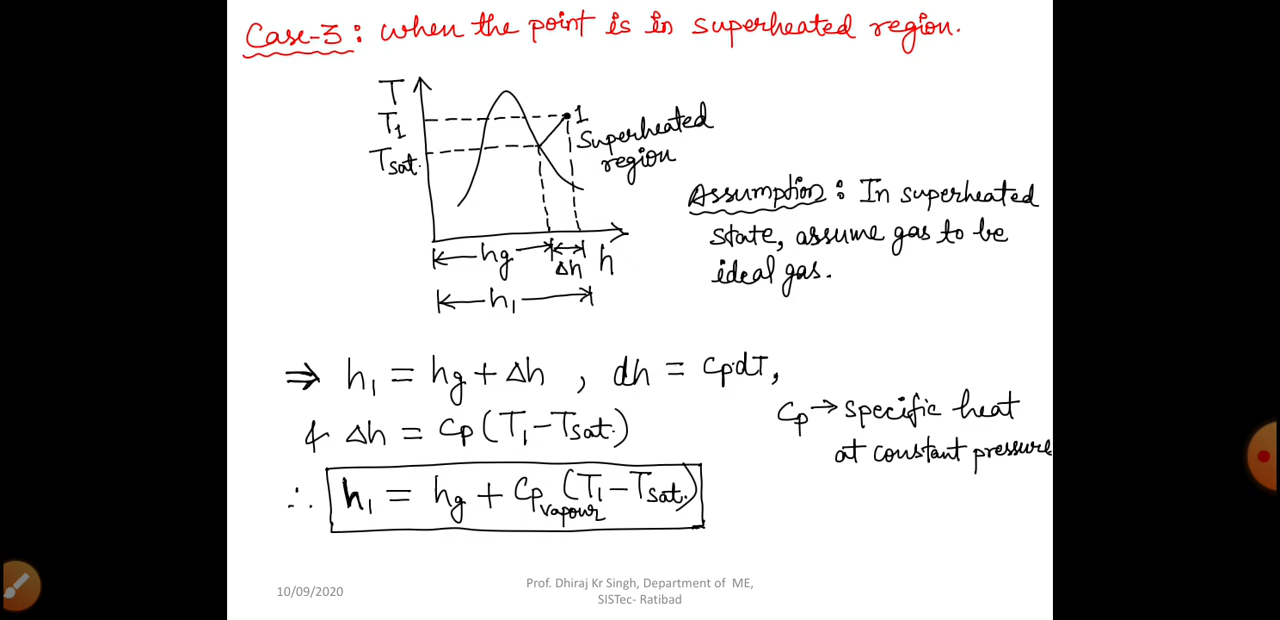 Case-3: when the point is in superheated region.
T
T1
Tsat.
1
Superheated
region
hg
Δh
h
h1
Assumption: In superheated
state, assume gas to be
ideal gas.
⇒ h1 = hg + Δh , dh = CpdT,
& Δh = Cp (T1 - Tsat.)
Cp → specific heat
at constant pressure
∴ h1 = hg + Cp vapour (T1 - Tsat.)
10/09/2020
Prof. Dhiraj Kr Singh, Department of ME,
SISTec- Ratibad